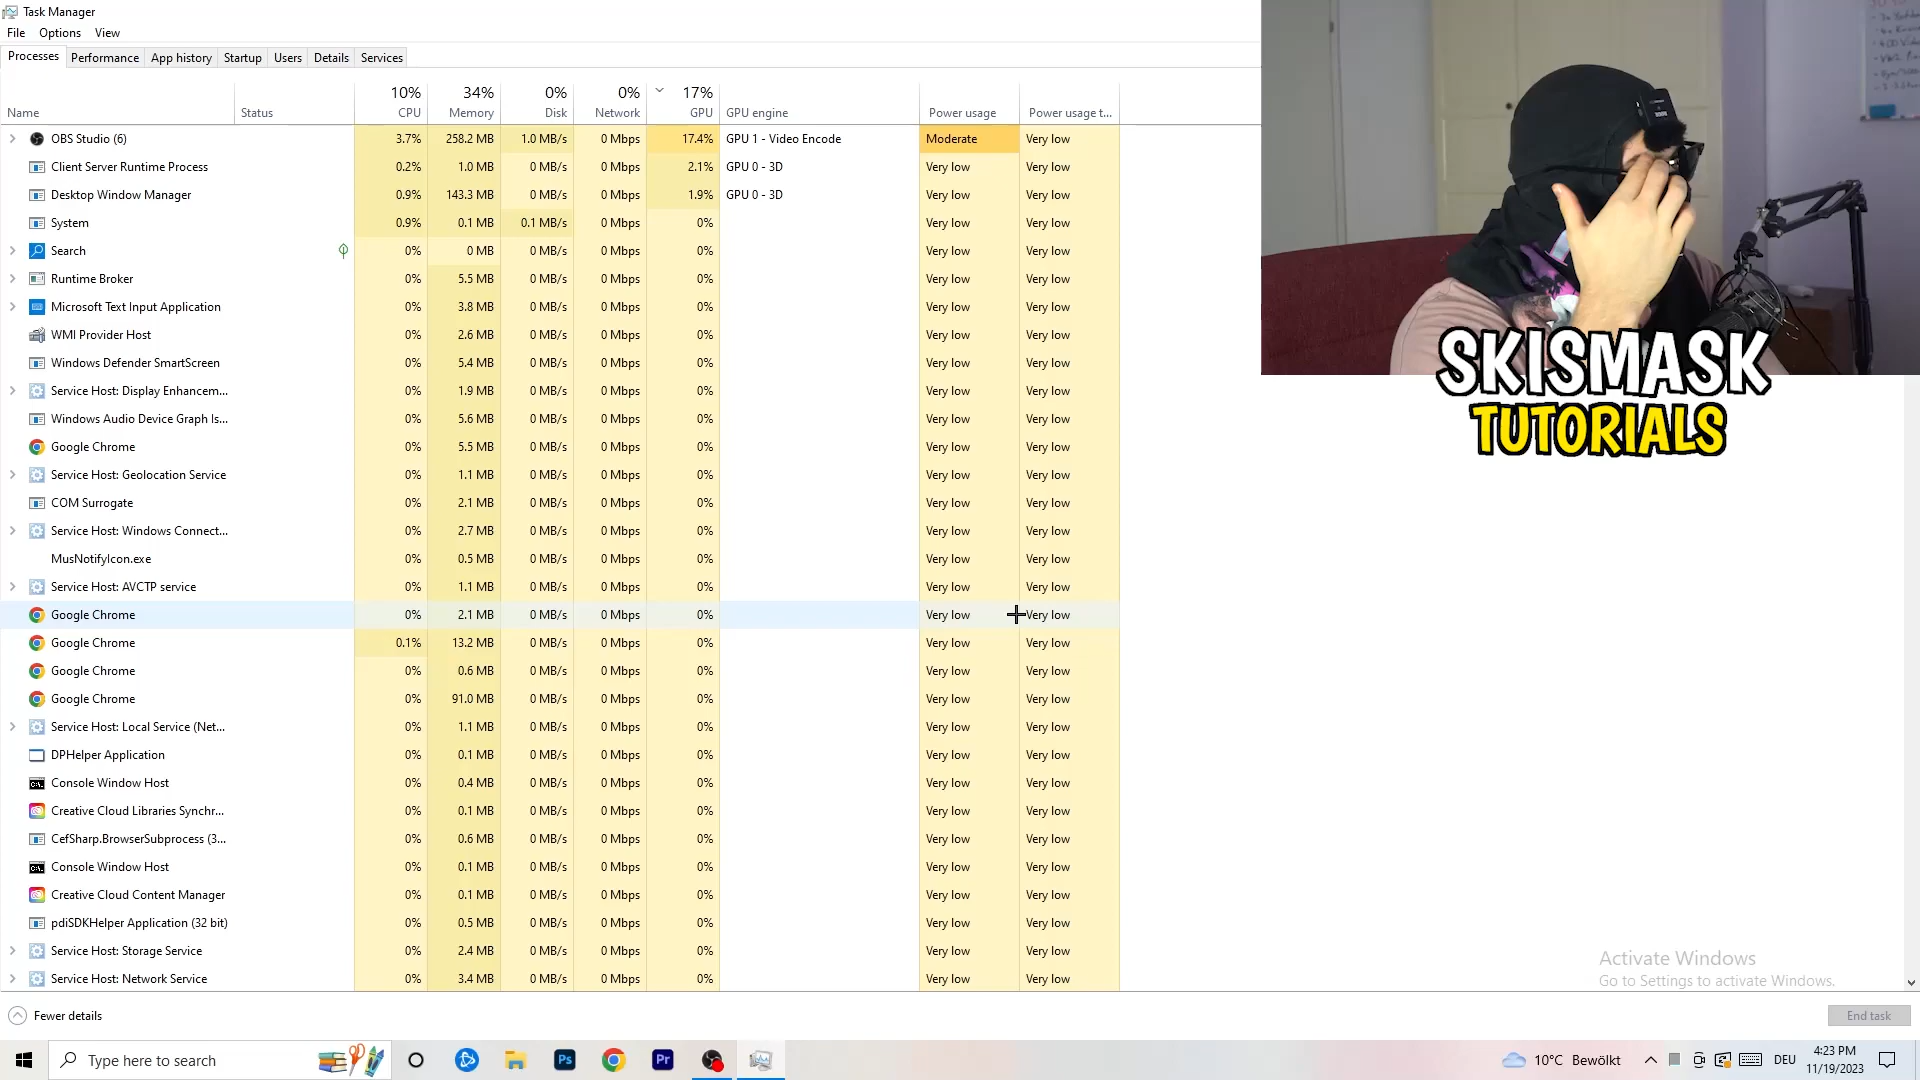 Task Manager
File Options View
Processes Performance App history Startup Users Details Services
10% 34% 0% 0% 17%
Name Status CPU Memory Disk Network GPU GPU engine Power usage Power usage t...
OBS Studio (6) 3.7% 258.2 MB 1.0 MB/s 0 Mbps 17.4% GPU 1 - Video Encode Moderate Very low
Client Server Runtime Process 0.2% 1.0 MB 0 MB/s 0 Mbps 2.1% GPU 0 - 3D Very low Very low
Desktop Window Manager 0.9% 143.3 MB 0 MB/s 0 Mbps 1.9% GPU 0 - 3D Very low Very low
System 0.9% 0.1 MB 0.1 MB/s 0 Mbps 0% Very low Very low
Search 0% 0 MB 0 MB/s 0 Mbps 0% Very low Very low
Runtime Broker 0% 5.5 MB 0 MB/s 0 Mbps 0% Very low Very low
Microsoft Text Input Application 0% 3.8 MB 0 MB/s 0 Mbps 0% Very low Very low
WMI Provider Host 0% 2.6 MB 0 MB/s 0 Mbps 0% Very low Very low
Windows Defender SmartScreen 0% 5.4 MB 0 MB/s 0 Mbps 0% Very low Very low
Service Host: Display Enhancem... 0% 1.9 MB 0 MB/s 0 Mbps 0% Very low Very low
Windows Audio Device Graph Is... 0% 5.6 MB 0 MB/s 0 Mbps 0% Very low Very low
Google Chrome 0% 5.5 MB 0 MB/s 0 Mbps 0% Very low Very low
Service Host: Geolocation Service 0% 1.1 MB 0 MB/s 0 Mbps 0% Very low Very low
COM Surrogate 0% 2.1 MB 0 MB/s 0 Mbps 0% Very low Very low
Service Host: Windows Connect... 0% 2.7 MB 0 MB/s 0 Mbps 0% Very low Very low
MusNotifyIcon.exe 0% 0.5 MB 0 MB/s 0 Mbps 0% Very low Very low
Service Host: AVCTP service 0% 1.1 MB 0 MB/s 0 Mbps 0% Very low Very low
Google Chrome 0% 2.1 MB 0 MB/s 0 Mbps 0% Very low Very low
Google Chrome 0.1% 13.2 MB 0 MB/s 0 Mbps 0% Very low Very low
Google Chrome 0% 0.6 MB 0 MB/s 0 Mbps 0% Very low Very low
Google Chrome 0% 91.0 MB 0 MB/s 0 Mbps 0% Very low Very low
Service Host: Local Service (Net... 0% 1.1 MB 0 MB/s 0 Mbps 0% Very low Very low
DPHelper Application 0% 0.1 MB 0 MB/s 0 Mbps 0% Very low Very low
Console Window Host 0% 0.4 MB 0 MB/s 0 Mbps 0% Very low Very low
Creative Cloud Libraries Synchr... 0% 0.1 MB 0 MB/s 0 Mbps 0% Very low Very low
CefSharp.BrowserSubprocess (3... 0% 0.6 MB 0 MB/s 0 Mbps 0% Very low Very low
Console Window Host 0% 0.1 MB 0 MB/s 0 Mbps 0% Very low Very low
Creative Cloud Content Manager 0% 0.1 MB 0 MB/s 0 Mbps 0% Very low Very low
pdiSDKHelper Application (32 bit) 0% 0.5 MB 0 MB/s 0 Mbps 0% Very low Very low
Service Host: Storage Service 0% 2.4 MB 0 MB/s 0 Mbps 0% Very low Very low
Service Host: Network Service 0% 3.4 MB 0 MB/s 0 Mbps 0% Very low Very low
SKISMASK
TUTORIALS
Activate Windows
Go to Settings to activate Windows.
Fewer details End task
Type here to search Ps Pr 10°C Bewölkt DEU 4:23 PM
11/19/2023